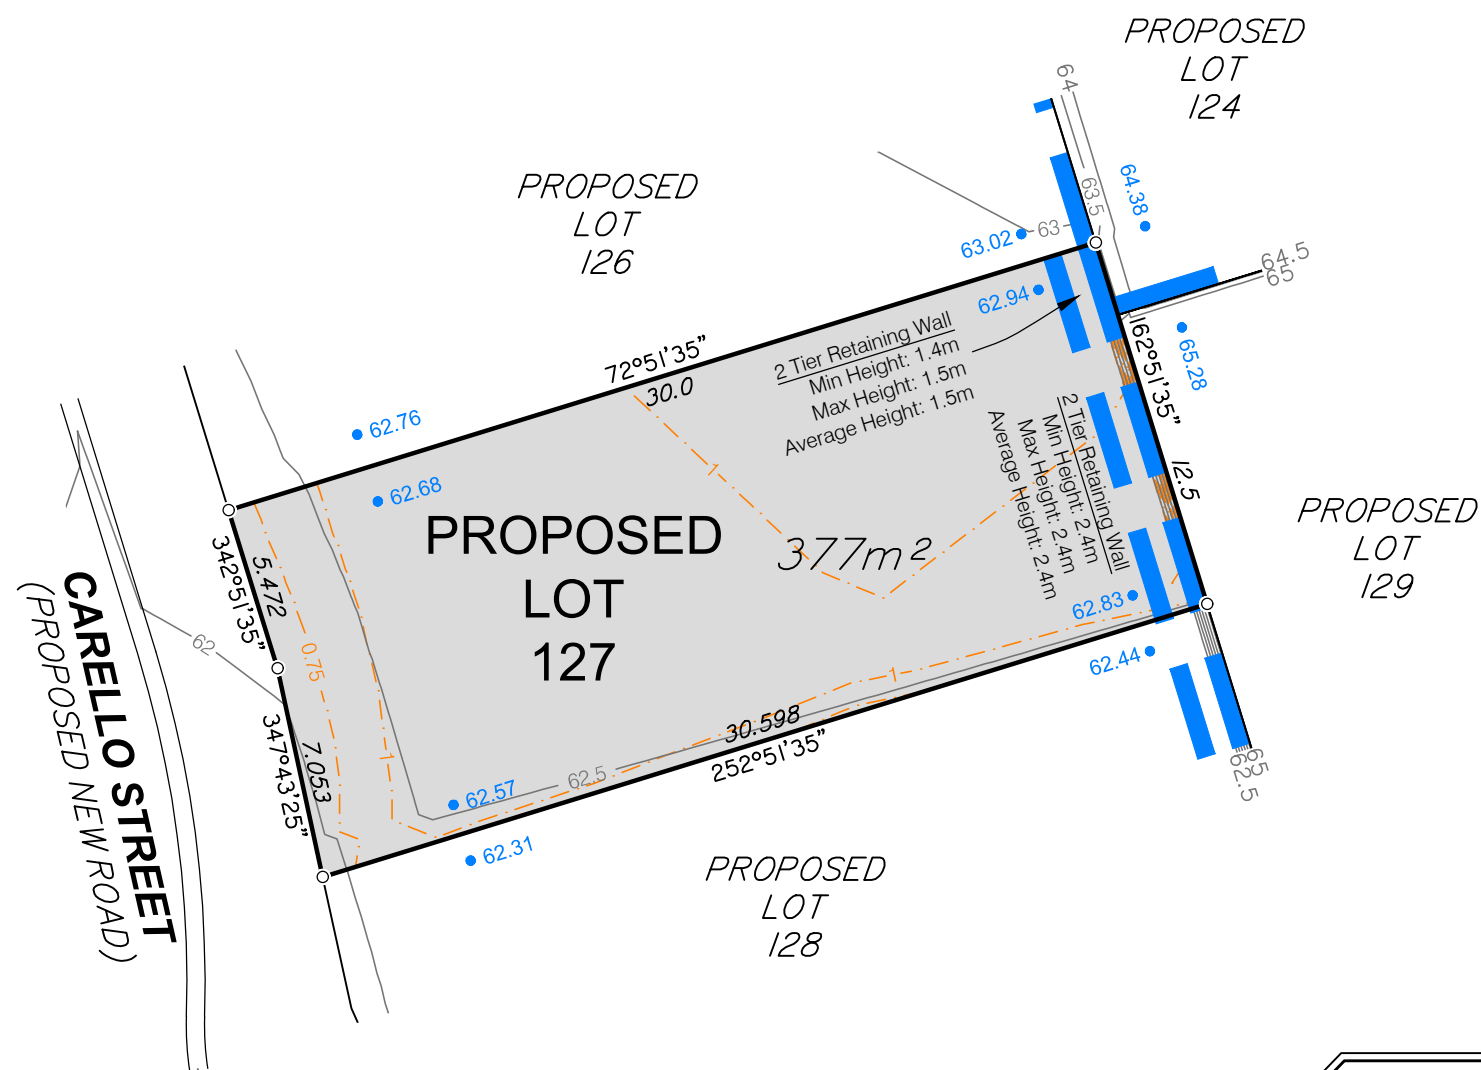 PROPOSED
LOT
124
64
63.5
64.38
PROPOSED
LOT
126
63.02
63
64.5
65
62.94
2 Tier Retaining Wall
Min Height: 1.4m
Max Height: 1.5m
Average Height: 1.5m
162°51'35"
65.28
72°51'35"
30.0
62.76
62.68
1
2 Tier Retaining Wall
Min Height: 2.4m
Max Height: 2.4m
Average Height: 2.4m
12.5
PROPOSED
LOT
127
377m²
PROPOSED
LOT
129
342°51'35"
5.472
62
0.75
62.83
62.44
1
CARELLO STREET
(PROPOSED NEW ROAD)
347°43'25"
7.053
1
30.598
252°51'35"
62.5
62.57
62.31
65
62.5
PROPOSED
LOT
128